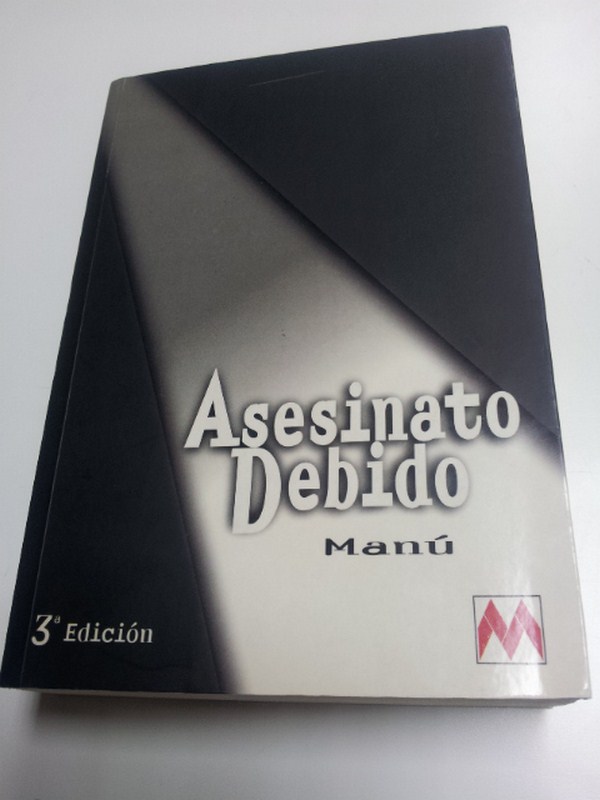 Asesinato
Debido
Manú
3ª Edición